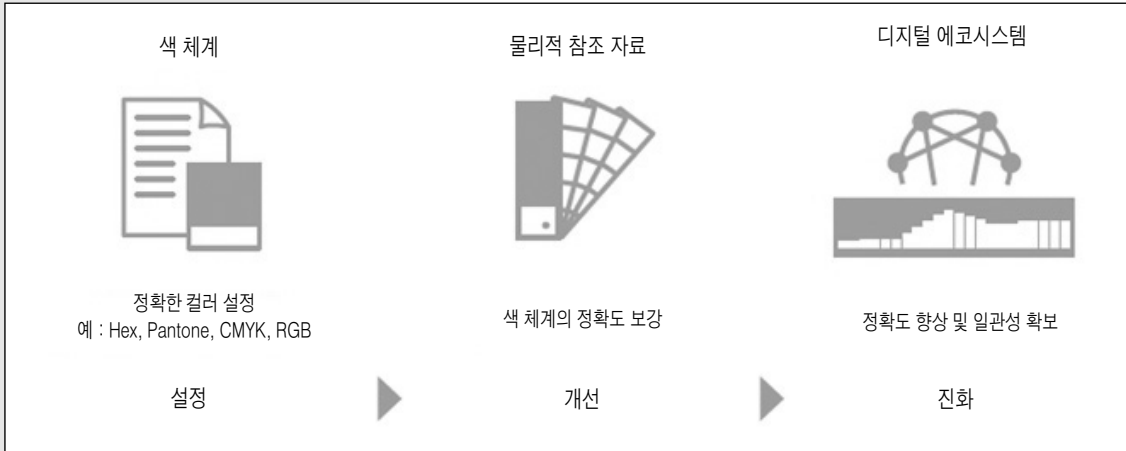 색 체계
물리적 참조 자료
디지털 에코시스템
정확한 컬러 설정
예 : Hex, Pantone, CMYK, RGB
색 체계의 정확도 보강
정확도 향상 및 일관성 확보
설정
개선
진화